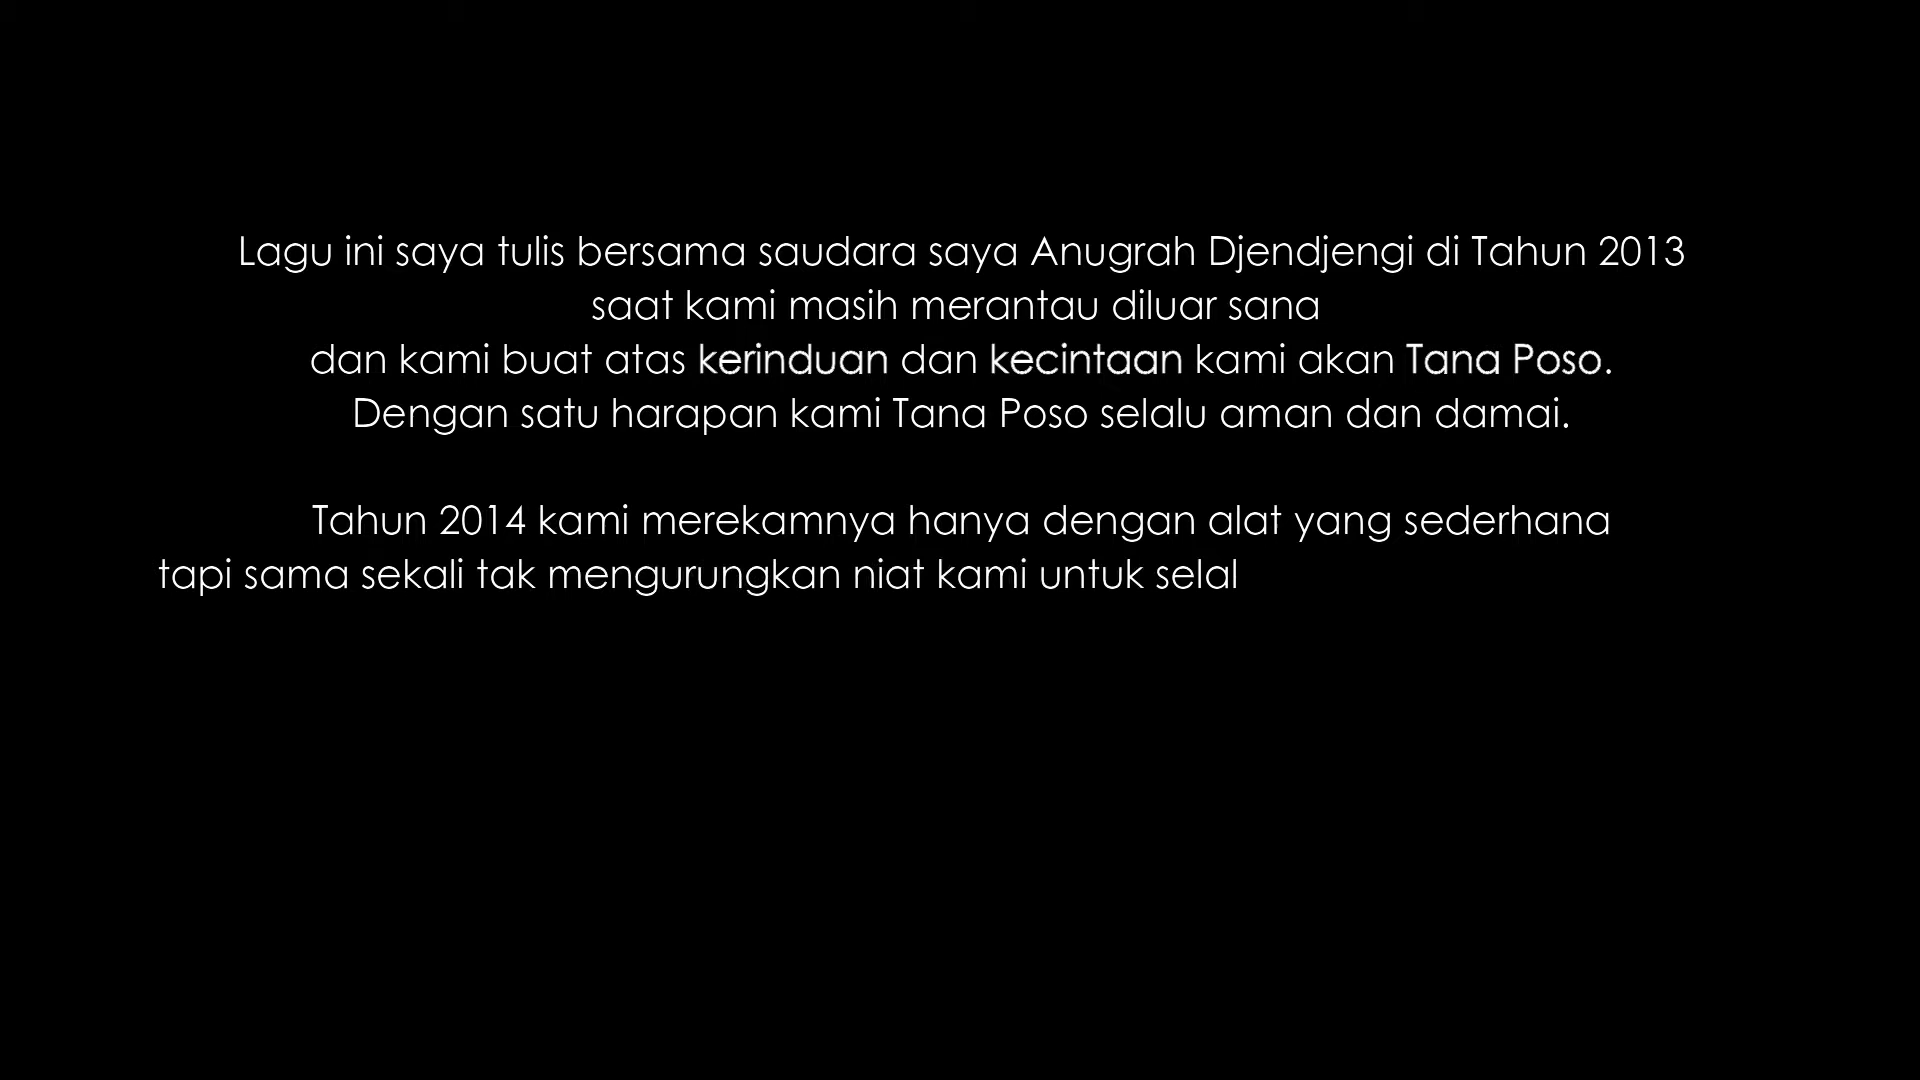 Lagu ini saya tulis bersama saudara saya Anugrah Djendjengi di Tahun 2013
saat kami masih merantau diluar sana
dan kami buat atas kerinduan dan kecintaan kami akan Tana Poso.
Dengan satu harapan kami Tana Poso selalu aman dan damai.
Tahun 2014 kami merekamnya hanya dengan alat yang sederhana
tapi sama sekali tak mengurungkan niat kami untuk selal